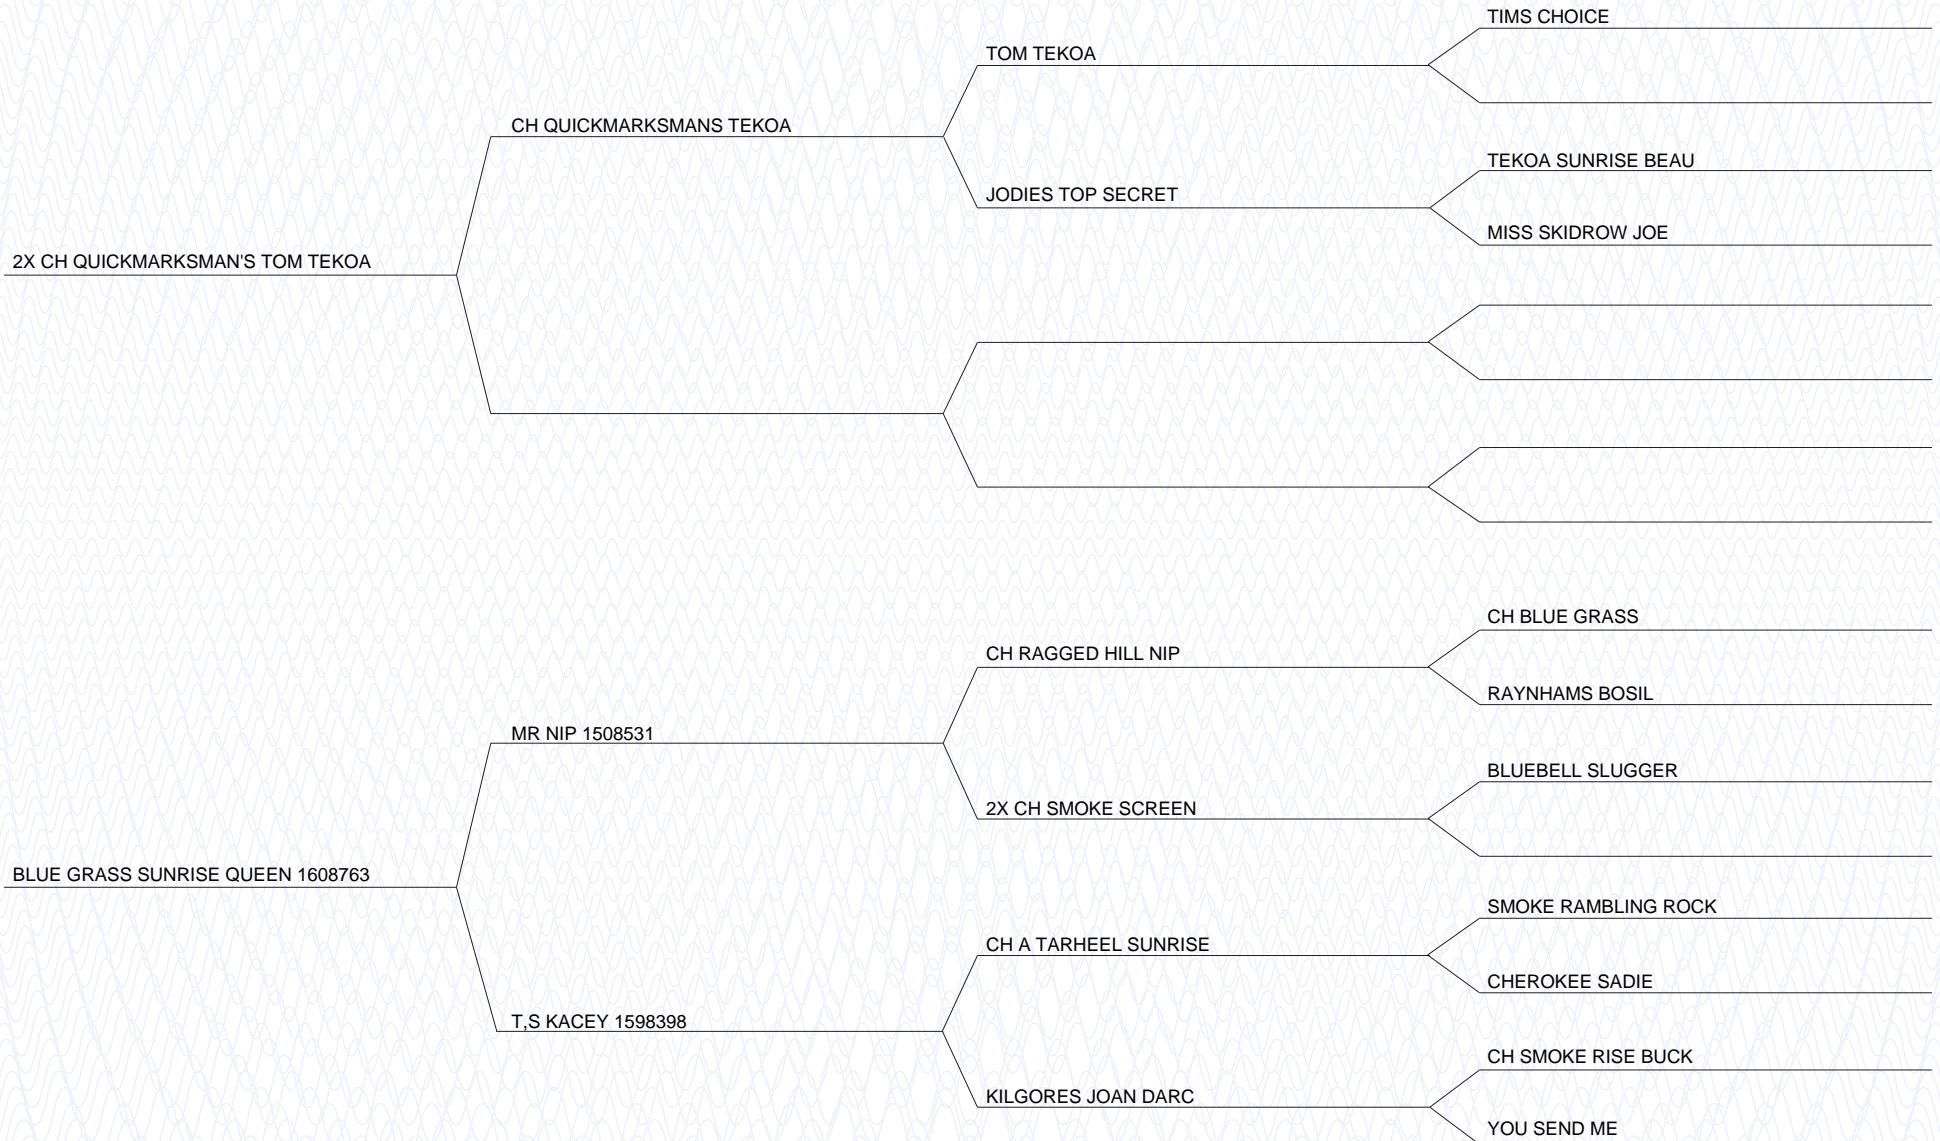 TIMS CHOICE
TOM TEKOA
CH QUICKMARKSMANS TEKOA
TEKOA SUNRISE BEAU
JODIES TOP SECRET
MISS SKIDROW JOE
2X CH QUICKMARKSMAN'S TOM TEKOA
CH BLUE GRASS
CH RAGGED HILL NIP
RAYNHAMS BOSIL
MR NIP 1508531
BLUEBELL SLUGGER
2X CH SMOKE SCREEN
BLUE GRASS SUNRISE QUEEN 1608763
SMOKE RAMBLING ROCK
CH A TARHEEL SUNRISE
CHEROKEE SADIE
T,S KACEY 1598398
CH SMOKE RISE BUCK
KILGORES JOAN DARC
YOU SEND ME